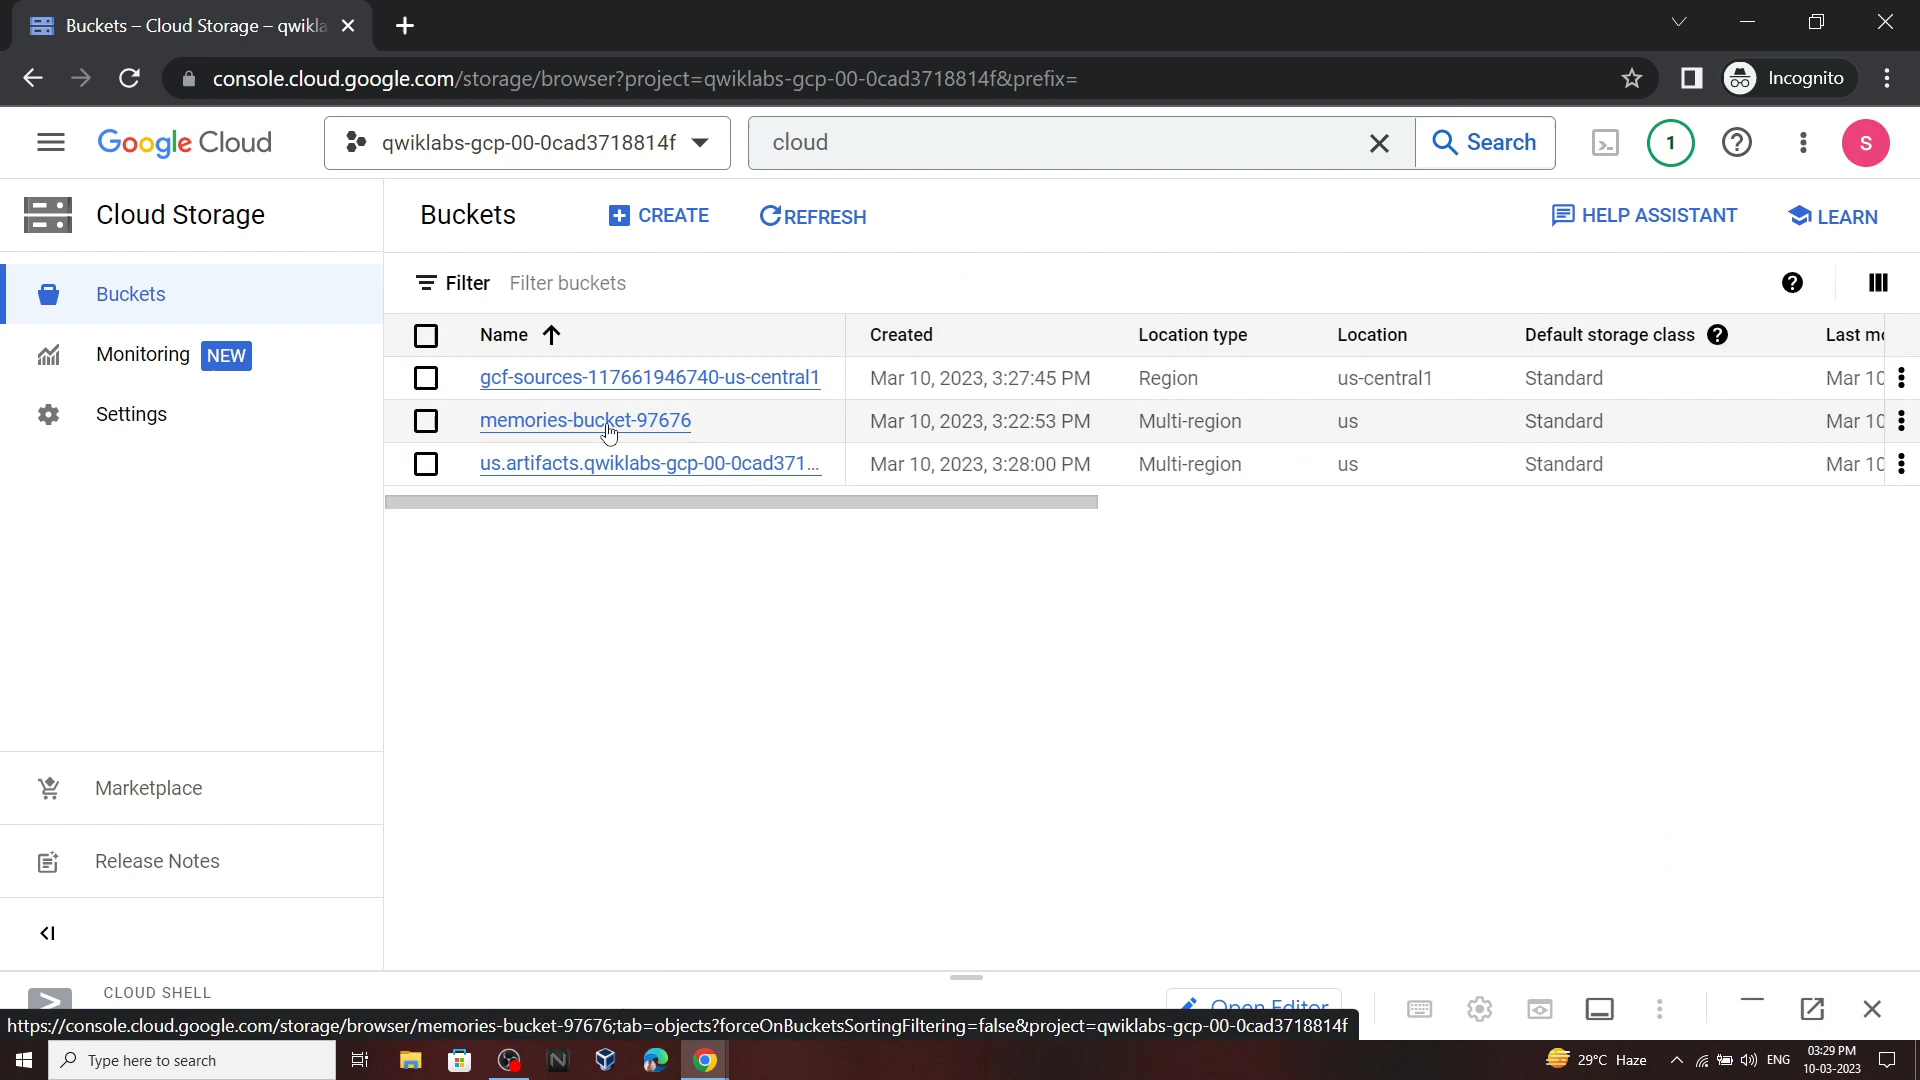 Buckets – Cloud Storage – qwikla
console.cloud.google.com/storage/browser?project=qwiklabs-gcp-00-0cad3718814f&prefix=
Incognito
Google Cloud
qwiklabs-gcp-00-0cad3718814f
cloud
Search
1
S
Cloud Storage
Buckets
CREATE
REFRESH
HELP ASSISTANT
LEARN
Buckets
Monitoring NEW
Settings
Filter Filter buckets
Name Created Location type Location Default storage class Last mo
gcf-sources-117661946740-us-central1 Mar 10, 2023, 3:27:45 PM Region us-central1 Standard Mar 10
memories-bucket-97676 Mar 10, 2023, 3:22:53 PM Multi-region us Standard Mar 10
us.artifacts.qwiklabs-gcp-00-0cad371... Mar 10, 2023, 3:28:00 PM Multi-region us Standard Mar 10
Marketplace
Release Notes
CLOUD SHELL
Open Editor
https://console.cloud.google.com/storage/browser/memories-bucket-97676;tab=objects?forceOnBucketsSortingFiltering=false&project=qwiklabs-gcp-00-0cad3718814f
Type here to search
29°C Haze
ENG
03:29 PM
10-03-2023